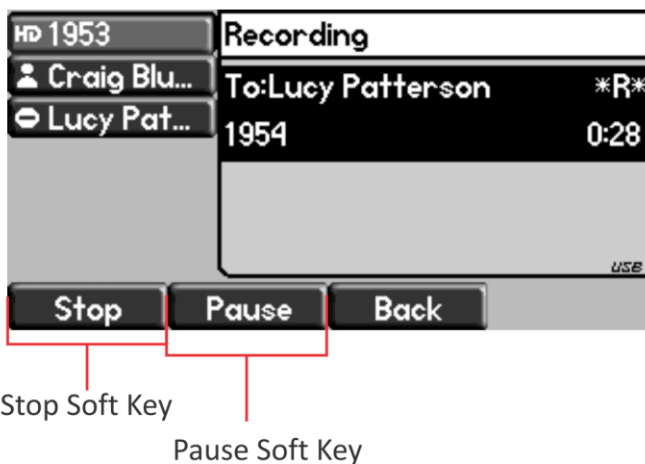 HD 1953
Recording
Craig Blu...
To:Lucy Patterson *R*
Lucy Pat...
1954 0:28
USB
Stop Pause Back
Stop Soft Key
Pause Soft Key